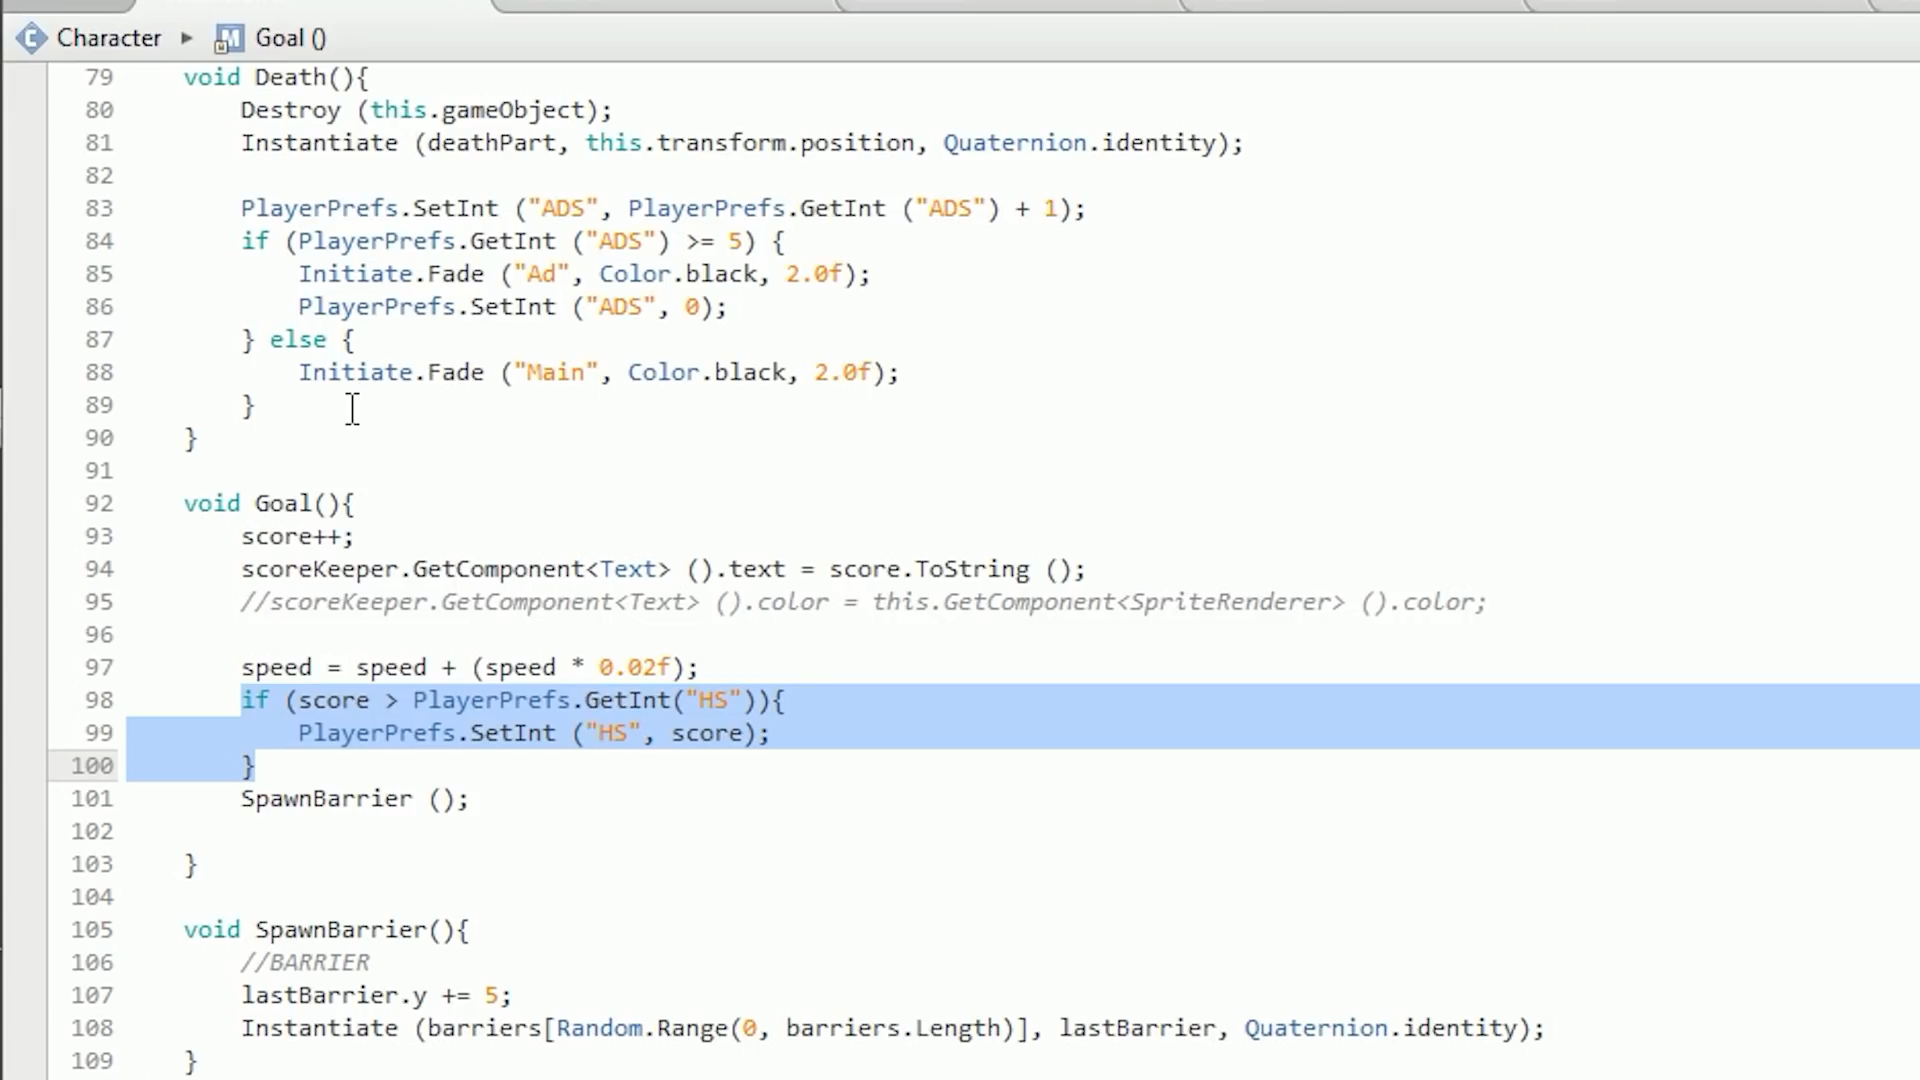 Character ▸ Goal ()
79 void Death(){
80 Destroy (this.gameObject);
81 Instantiate (deathPart, this.transform.position, Quaternion.identity);
82
83 PlayerPrefs.SetInt ("ADS", PlayerPrefs.GetInt ("ADS") + 1);
84 if (PlayerPrefs.GetInt ("ADS") >= 5) {
85 Initiate.Fade ("Ad", Color.black, 2.0f);
86 PlayerPrefs.SetInt ("ADS", 0);
87 } else {
88 Initiate.Fade ("Main", Color.black, 2.0f);
89 }
90 }
91
92 void Goal(){
93 score++;
94 scoreKeeper.GetComponent<Text> ().text = score.ToString ();
95 //scoreKeeper.GetComponent<Text> ().color = this.GetComponent<SpriteRenderer> ().color;
96
97 speed = speed + (speed * 0.02f);
98 if (score > PlayerPrefs.GetInt("HS")){
99 PlayerPrefs.SetInt ("HS", score);
100 }
101 SpawnBarrier ();
102
103 }
104
105 void SpawnBarrier(){
106 //BARRIER
107 lastBarrier.y += 5;
108 Instantiate (barriers[Random.Range(0, barriers.Length)], lastBarrier, Quaternion.identity);
109 }